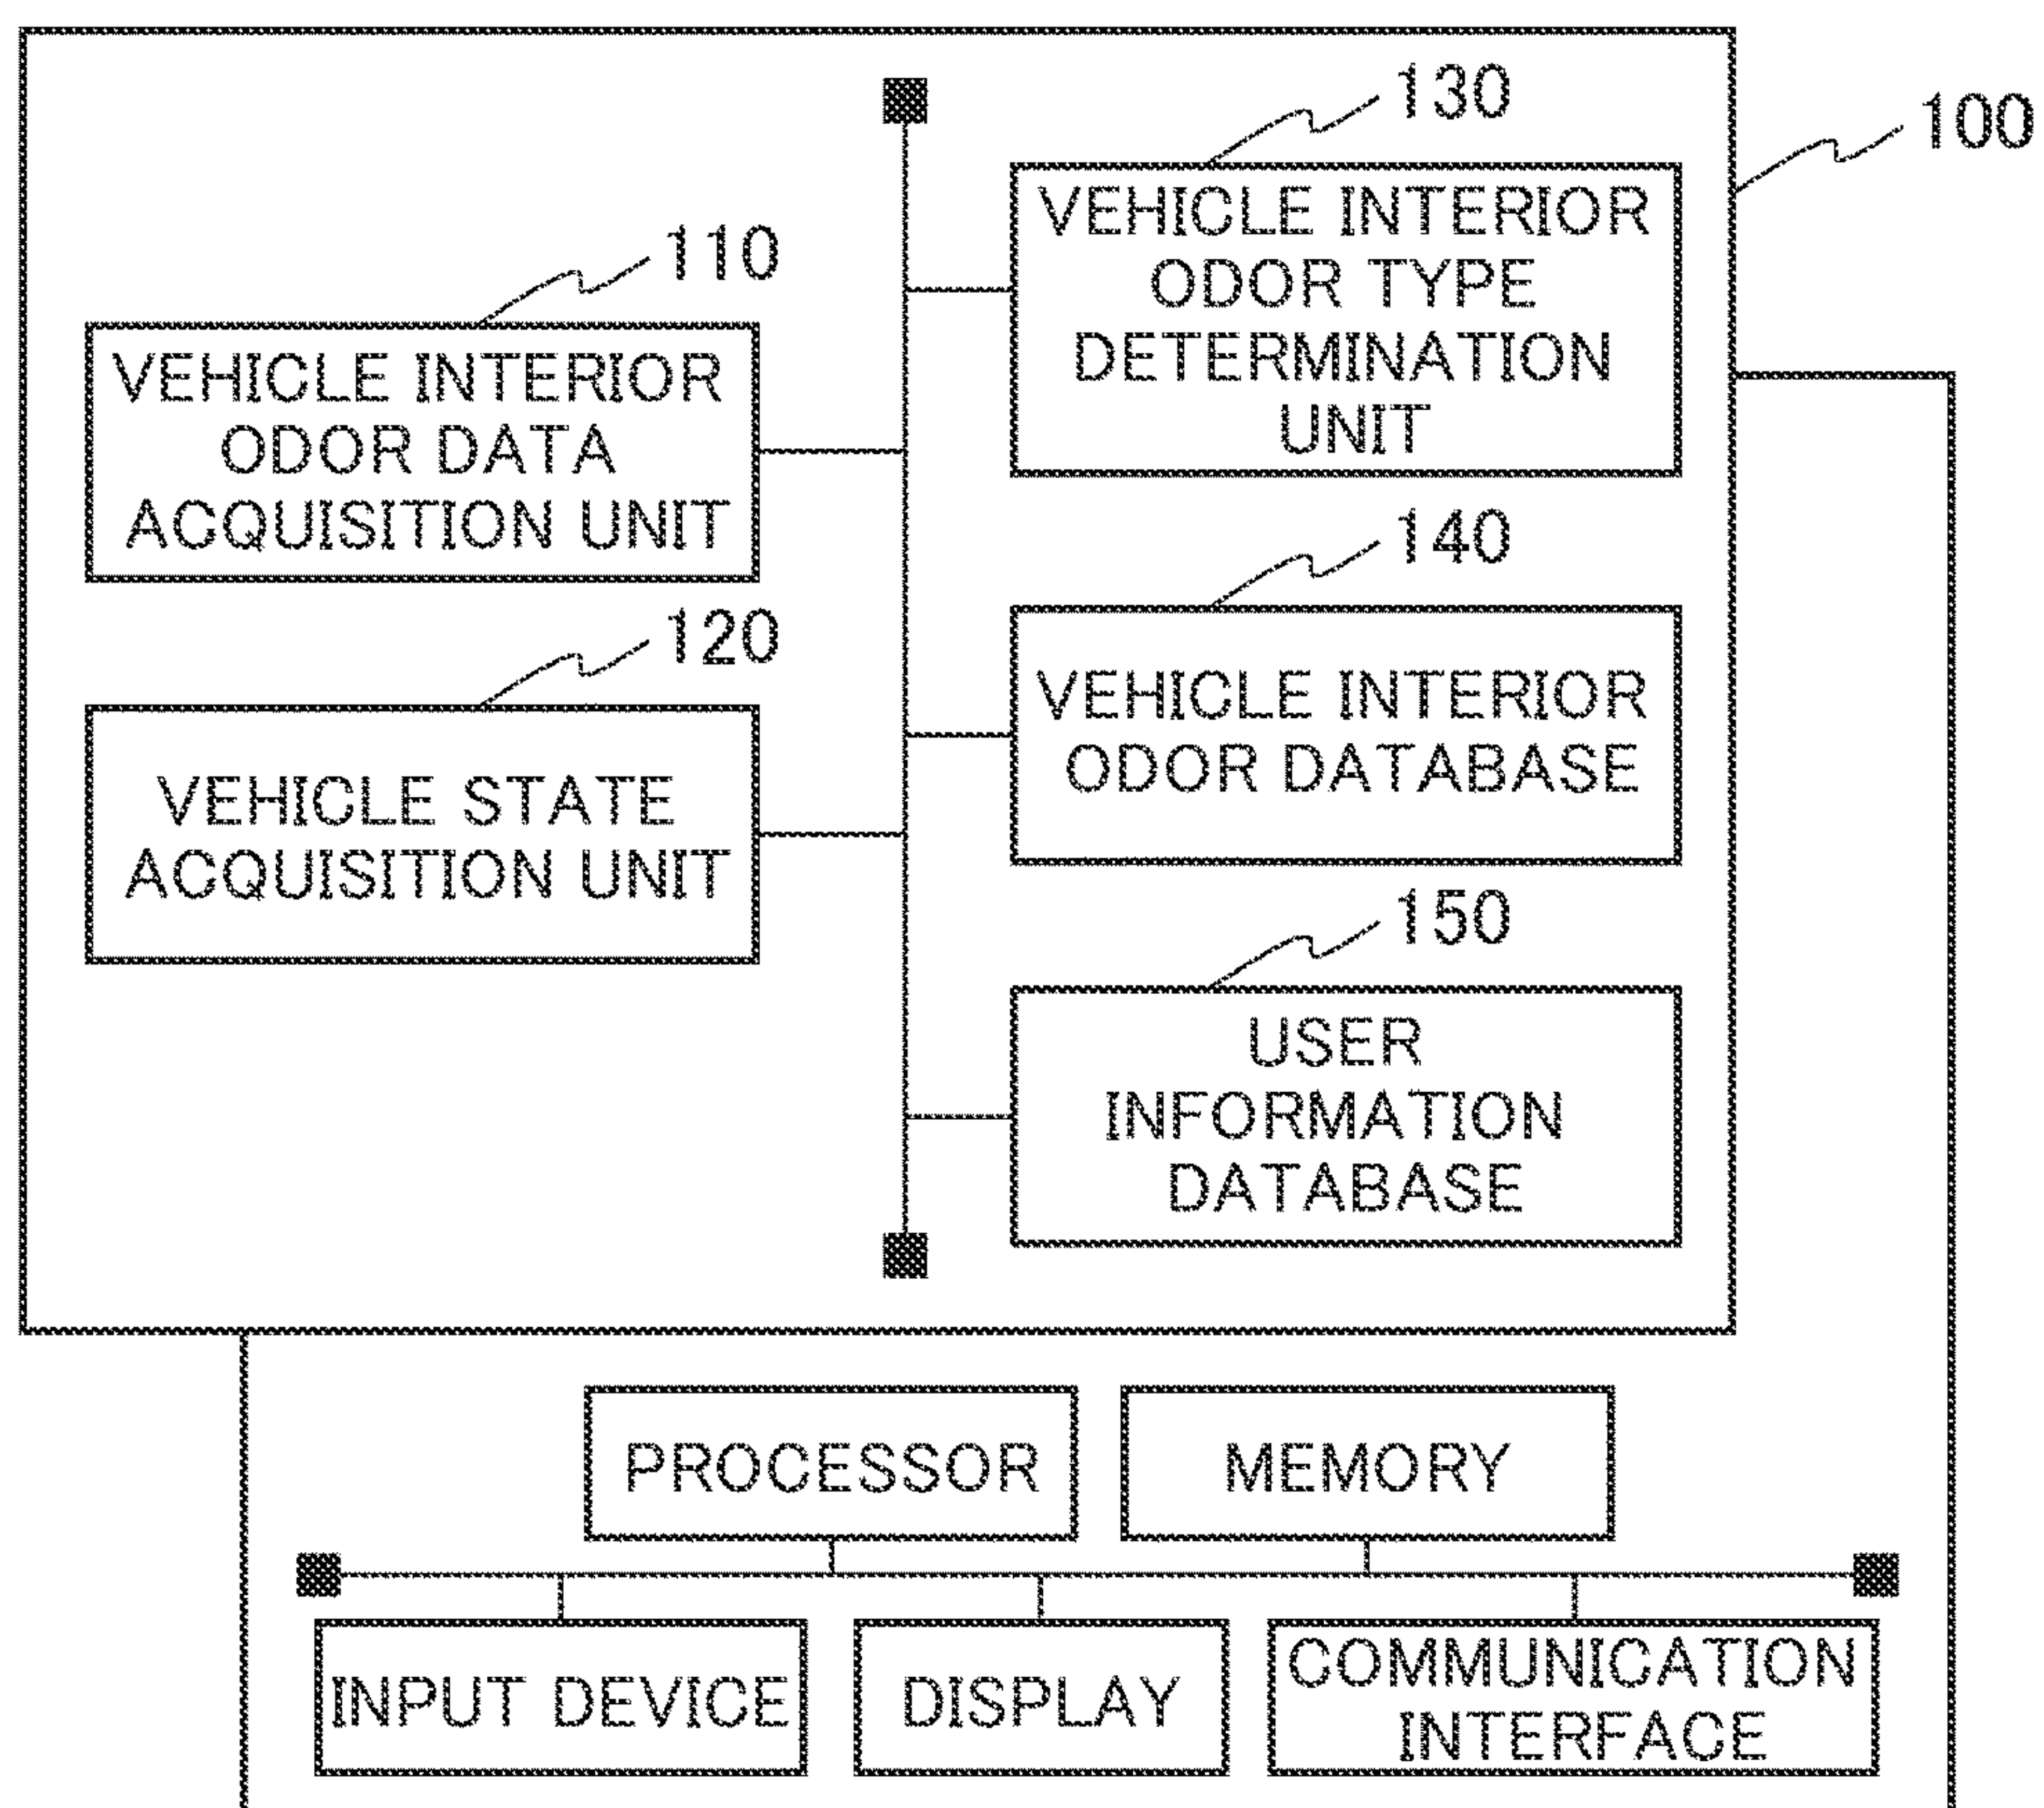 100
110
VEHICLE INTERIOR
ODOR DATA
ACQUISITION UNIT
120
VEHICLE STATE
ACQUISITION UNIT
130
VEHICLE INTERIOR
ODOR TYPE
DETERMINATION
UNIT
140
VEHICLE INTERIOR
ODOR DATABASE
150
USER
INFORMATION
DATABASE
PROCESSOR
MEMORY
INPUT DEVICE
DISPLAY
COMMUNICATION
INTERFACE